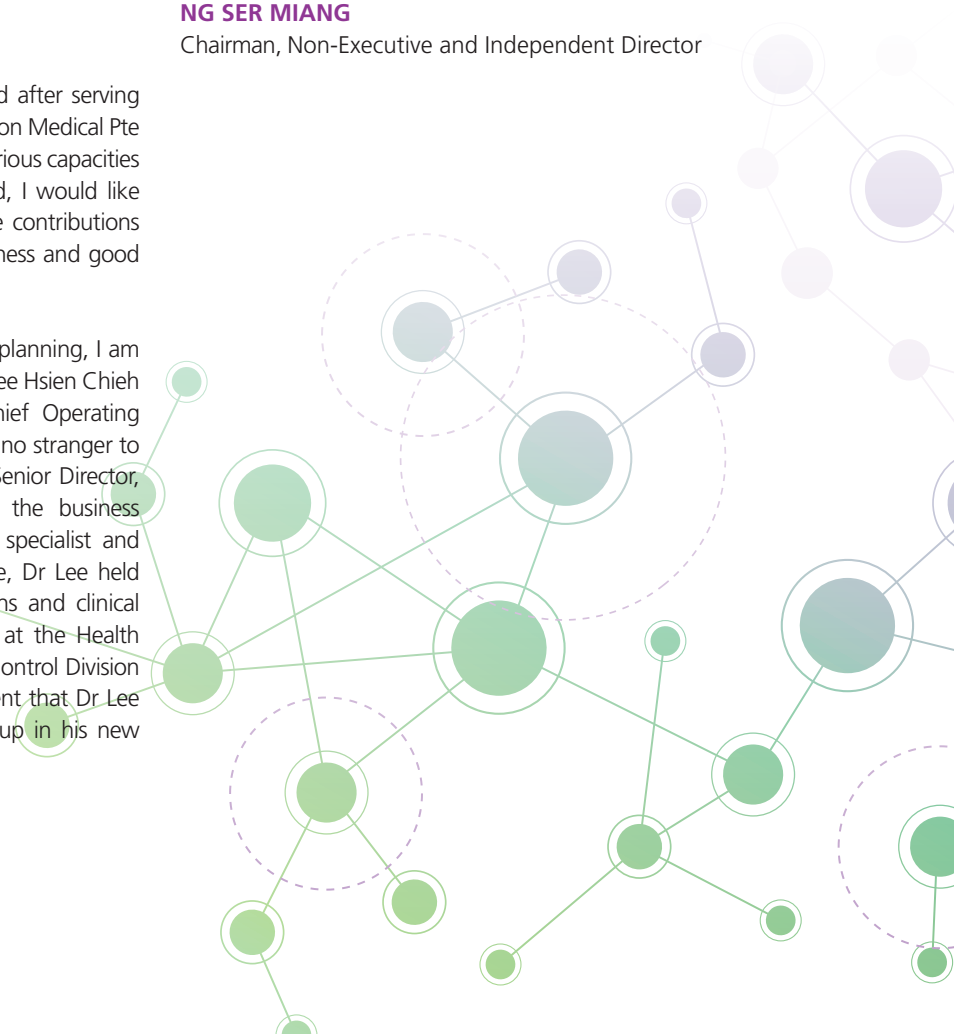 d after serving
on Medical Pte
rious capacities
d, I would like
e contributions
ness and good
planning, I am
ee Hsien Chieh
hief Operating
no stranger to
Senior Director,
the business
specialist and
e, Dr Lee held
ns and clinical
at the Health
ontrol Division
ent that Dr Lee
up in his new
NG SER MIANG
Chairman, Non-Executive and Independent Director